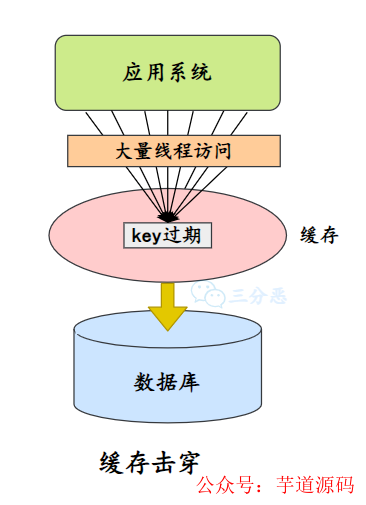 应用系统
大量线程访问
key过期
缓存
三分恶
数据库
缓存击穿
公众号：芋道源码